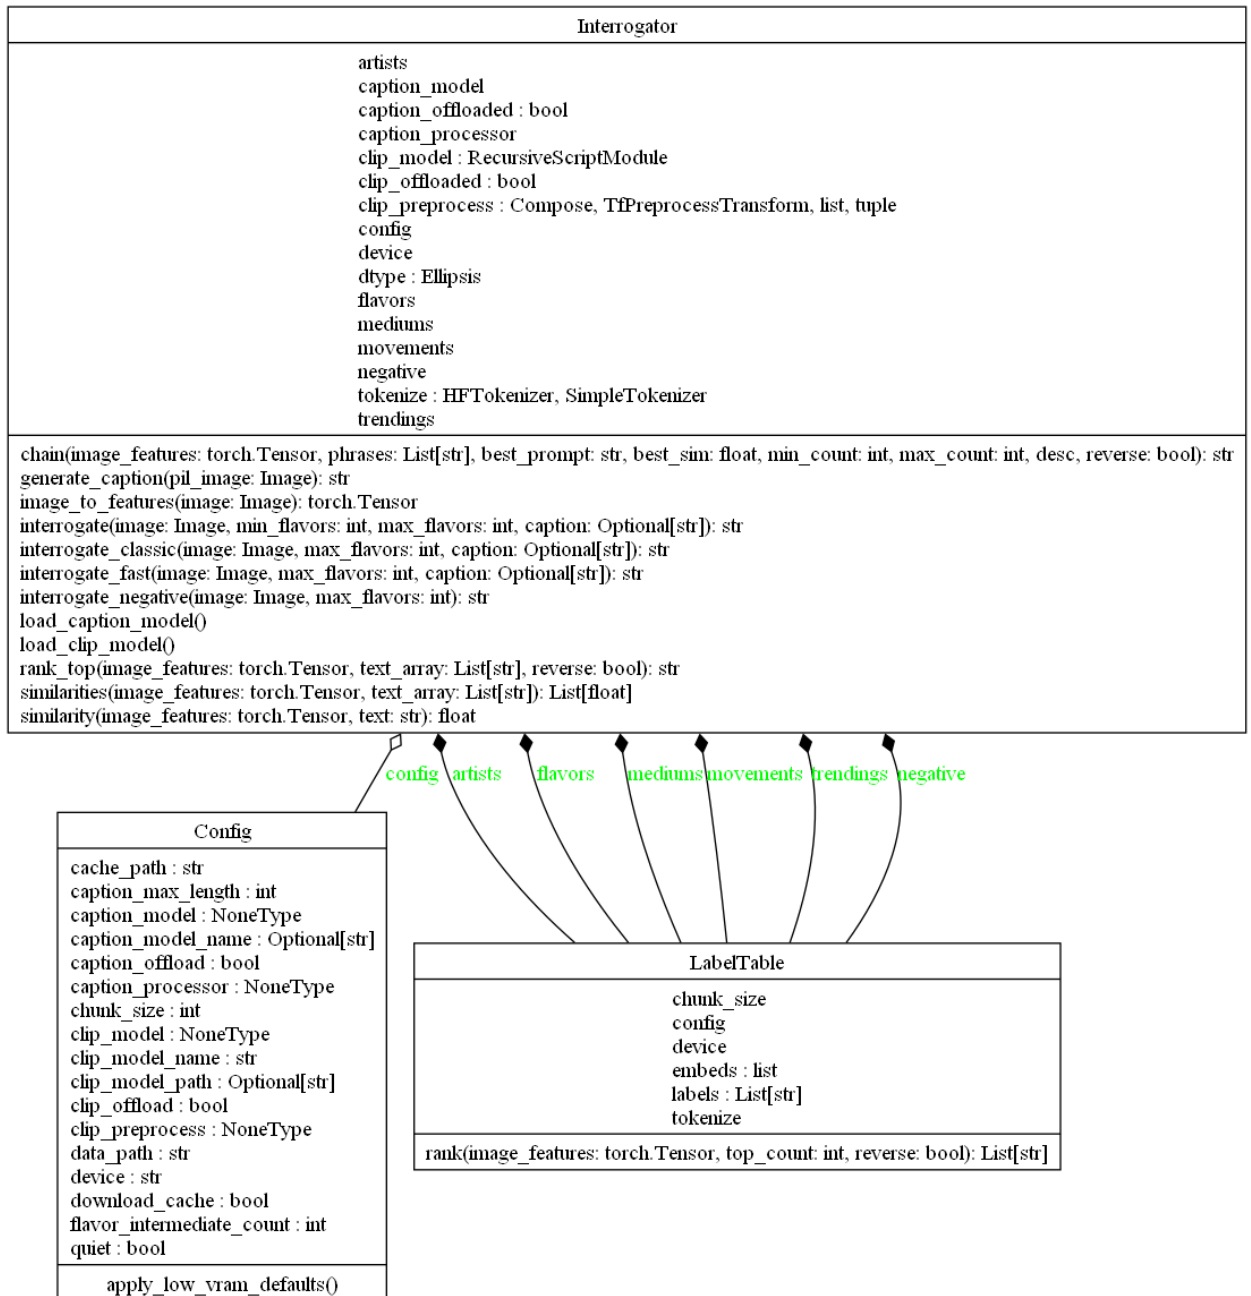 Interrogator
artists
caption_model
caption_offloaded : bool
caption_processor
clip_model : RecursiveScriptModule
clip_offloaded : bool
clip_preprocess : Compose, TfPreprocessTransform, list, tuple
config
device
dtype : Ellipsis
flavors
mediums
movements
negative
tokenize : HFTokenizer, SimpleTokenizer
trendings
chain(image_features: torch.Tensor, phrases: List[str], best_prompt: str, best_sim: float, min_count: int, max_count: int, desc, reverse: bool): str
generate_caption(pil_image: Image): str
image_to_features(image: Image): torch.Tensor
interrogate(image: Image, min_flavors: int, max_flavors: int, caption: Optional[str]): str
interrogate_classic(image: Image, max_flavors: int, caption: Optional[str]): str
interrogate_fast(image: Image, max_flavors: int, caption: Optional[str]): str
interrogate_negative(image: Image, max_flavors: int): str
load_caption_model()
load_clip_model()
rank_top(image_features: torch.Tensor, text_array: List[str], reverse: bool): str
similarities(image_features: torch.Tensor, text_array: List[str]): List[float]
similarity(image_features: torch.Tensor, text: str): float
config artists flavors mediums movements trendings negative
Config
cache_path : str
caption_max_length : int
caption_model : NoneType
caption_model_name : Optional[str]
caption_offload : bool
caption_processor : NoneType
chunk_size : int
clip_model : NoneType
clip_model_name : str
clip_model_path : Optional[str]
clip_offload : bool
clip_preprocess : NoneType
data_path : str
device : str
download_cache : bool
flavor_intermediate_count : int
quiet : bool
apply_low_vram_defaults()
LabelTable
chunk_size
config
device
embeds : list
labels : List[str]
tokenize
rank(image_features: torch.Tensor, top_count: int, reverse: bool): List[str]